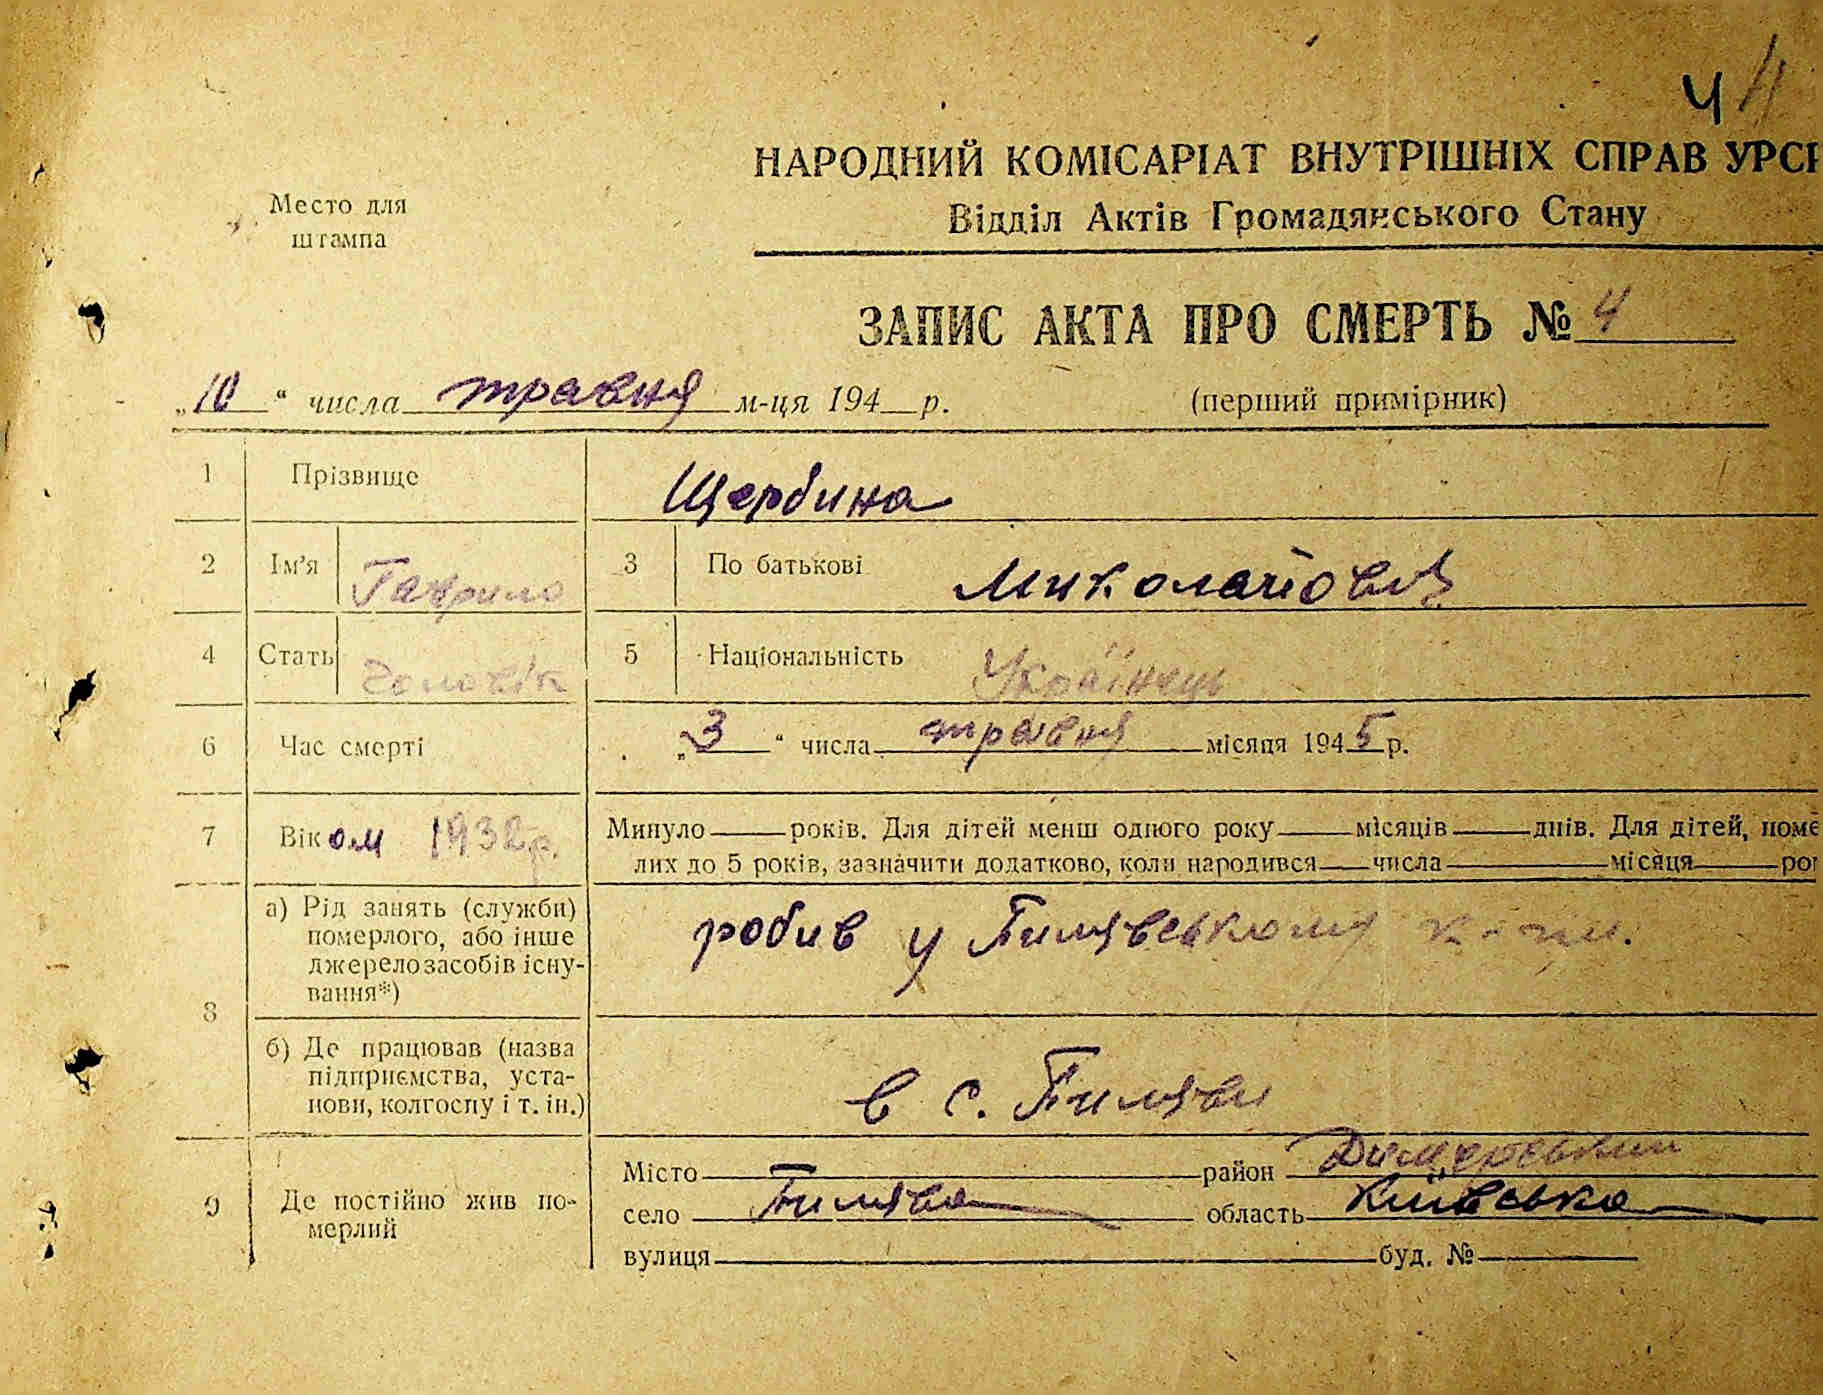 4
НАРОДНИЙ КОМІСАРІАТ ВНУТРІШНІХ СПРАВ УРСР
Место для
штампа
Відділ Актів Громадянського Стану
ЗАПИС АКТА ПРО СМЕРТЬ № 4
„10“ числа травня м-ця 194 р. (перший примірник)
1 Прізвище Щербина
2 Ім'я Гаврило 3 По батькові Миколайович
4 Стать чоловік 5 Національність Українець
6 Час смерті „3“ числа травня місяця 1945 р.
7 Віком 1932р. Минуло років. Для дітей менш одного року місяців днів. Для дітей, поме
лих до 5 років, зазначити додатково, коли народився числа місяця рок
8 а) Рід занять (служби)
померлого, або інше
джерело засобів існу-
вання*)
робив у
б) Де працював (назва
підприємства, уста-
нови, колгоспу і т. ін.)
в с.
9 Де постійно жив по-
мерлий
Місто район Димерський
село область Київська
вулиця буд. №